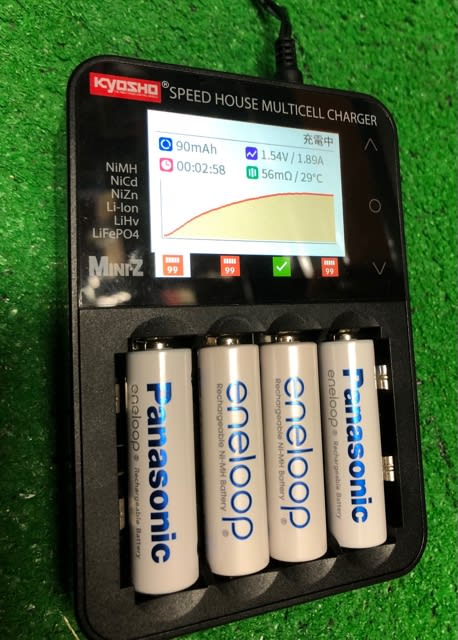 KYOSHO® SPEED HOUSE MULTICELL CHARGER
充電中
90mAh
1.54V / 1.89A
00:02:58
56mΩ / 29°C
NiMH
NiCd
NiZn
Li-Ion
LiHv
LiFePO4
MINI-Z
99
99
99
Panasonic
eneloop® Rechargeable Battery
eneloop®
Rechargeable Ni-MH Battery
eneloop®
Rechargeable Ni-MH Battery
Panasonic
eneloop® Rechargeable Battery